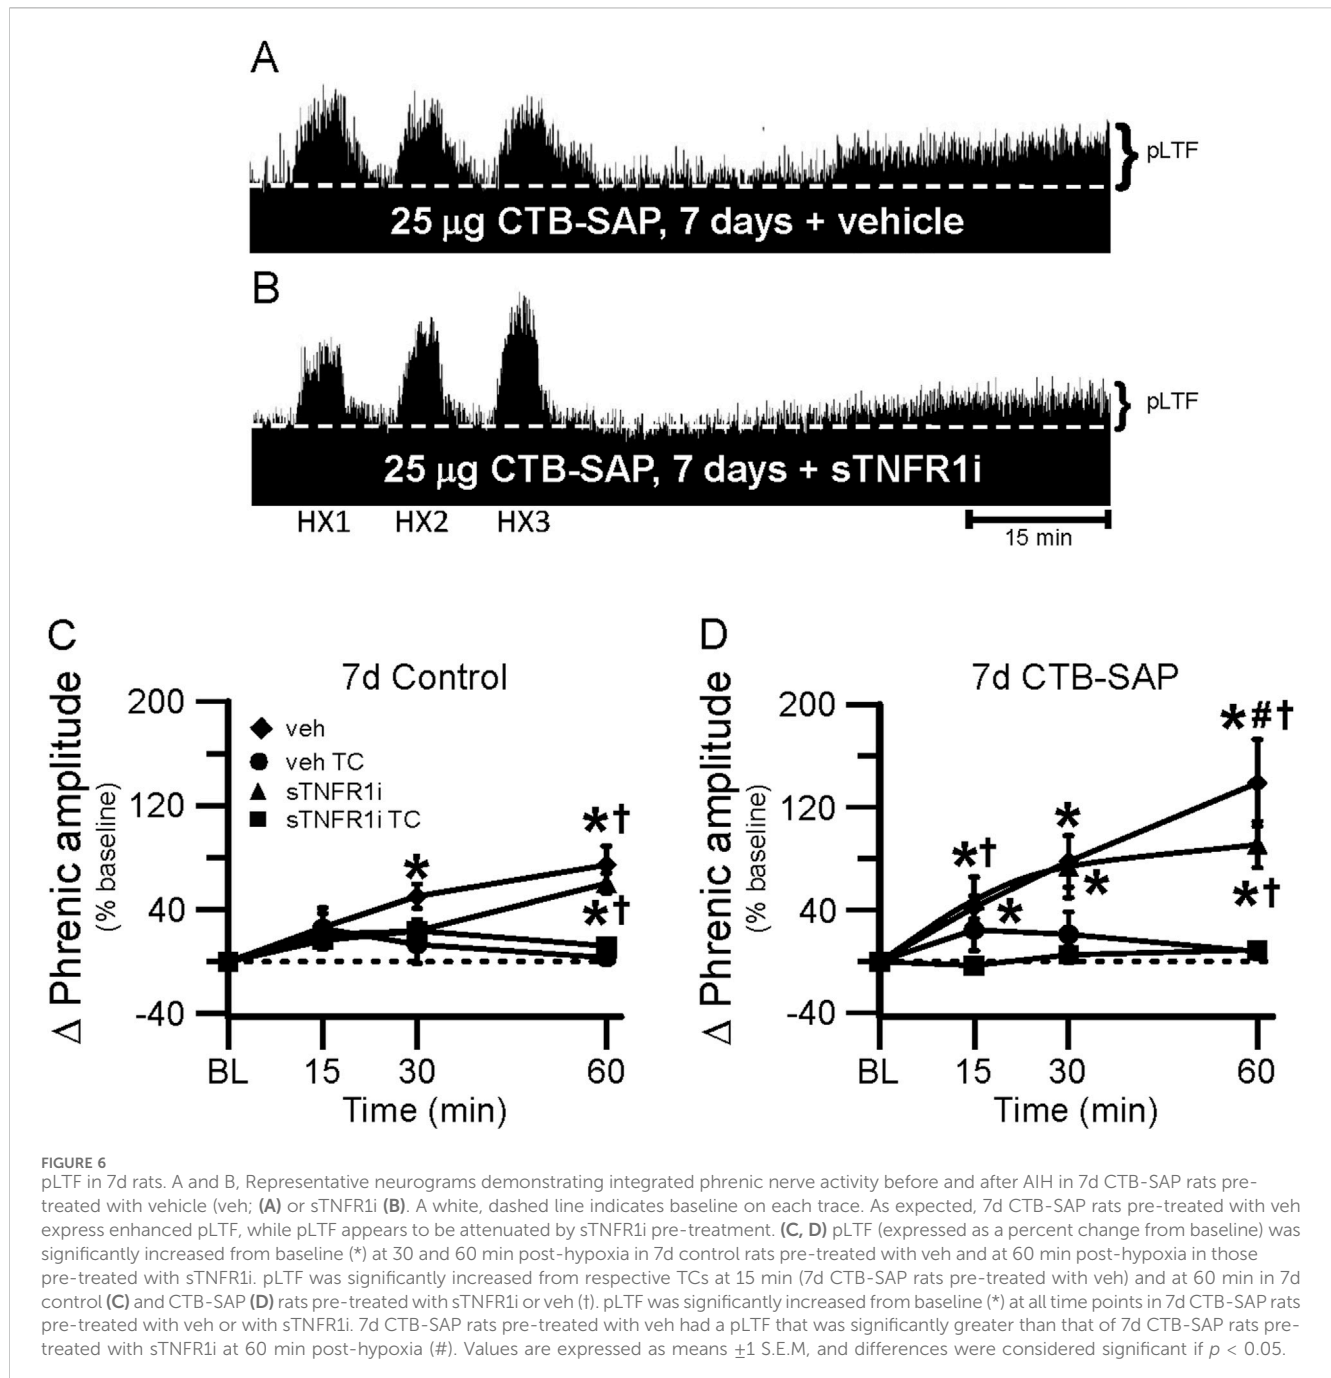 A
pLTF
25 μg CTB-SAP, 7 days + vehicle
B
pLTF
25 μg CTB-SAP, 7 days + sTNFR1i
HX1 HX2 HX3
15 min
C
7d Control
Δ Phrenic amplitude
(% baseline)
200
120
40
-40
veh
veh TC
sTNFR1i
sTNFR1i TC
*
*†
*†
BL 15 30 60
Time (min)
D
7d CTB-SAP
Δ Phrenic amplitude
(% baseline)
200
120
40
-40
*†
*
*
*
*#†
*†
BL 15 30 60
Time (min)
FIGURE 6
pLTF in 7d rats. A and B, Representative neurograms demonstrating integrated phrenic nerve activity before and after AIH in 7d CTB-SAP rats pre-
treated with vehicle (veh; (A) or sTNFR1i (B). A white, dashed line indicates baseline on each trace. As expected, 7d CTB-SAP rats pre-treated with veh
express enhanced pLTF, while pLTF appears to be attenuated by sTNFR1i pre-treatment. (C, D) pLTF (expressed as a percent change from baseline) was
significantly increased from baseline (*) at 30 and 60 min post-hypoxia in 7d control rats pre-treated with veh and at 60 min post-hypoxia in those
pre-treated with sTNFR1i. pLTF was significantly increased from respective TCs at 15 min (7d CTB-SAP rats pre-treated with veh) and at 60 min in 7d
control (C) and CTB-SAP (D) rats pre-treated with sTNFR1i or veh (†). pLTF was significantly increased from baseline (*) at all time points in 7d CTB-SAP rats
pre-treated with veh or with sTNFR1i. 7d CTB-SAP rats pre-treated with veh had a pLTF that was significantly greater than that of 7d CTB-SAP rats pre-
treated with sTNFR1i at 60 min post-hypoxia (#). Values are expressed as means ±1 S.E.M, and differences were considered significant if p < 0.05.